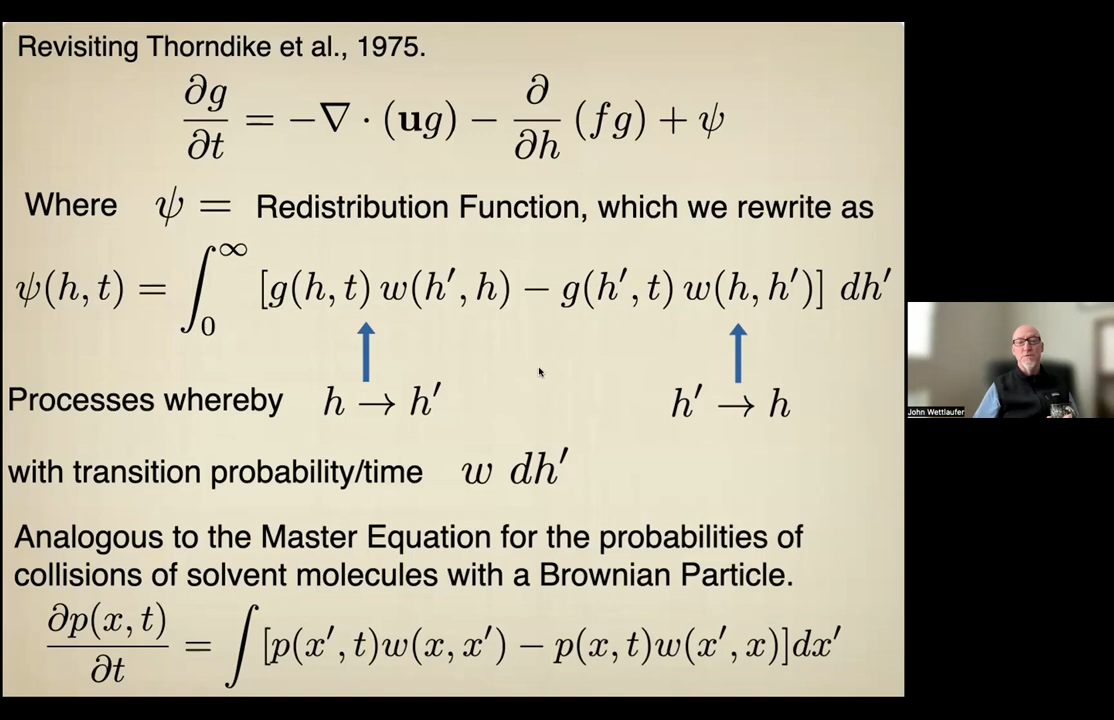 Revisiting Thorndike et al., 1975.
∂g/∂t = −∇ · (𝐮g) − ∂/∂h (fg) + ψ
Where ψ = Redistribution Function, which we rewrite as
ψ(h, t) = ∫₀^∞ [g(h, t) w(h′, h) − g(h′, t) w(h, h′)] dh′
Processes whereby h → h′ h′ → h
with transition probability/time w dh′
Analogous to the Master Equation for the probabilities of
collisions of solvent molecules with a Brownian Particle.
∂p(x, t)/∂t = ∫[p(x′, t)w(x, x′) − p(x, t)w(x′, x)]dx′
John Wettlaufer